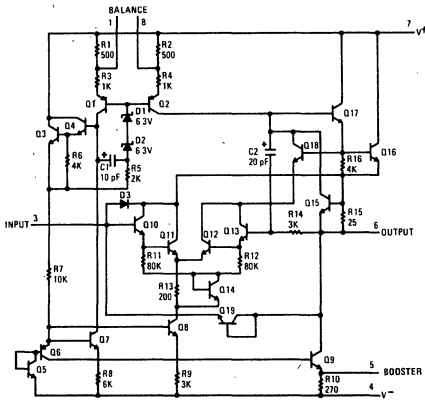 BALANCE
1 8
7 V⁺
R1 500
R2 500
R3 1K
R4 1K
Q1
Q2
D1 6.3V
D2 6.3V
Q3
Q4
Q17
C2 20 pF
Q18
Q16
R16 4K
R6 4K
C1 10 pF
R5 2K
D3
Q15
R15 25
INPUT 3
Q10
Q11
Q12
Q13
R14 3K
6 OUTPUT
R11 80K
R12 80K
R7 10K
R13 200
Q14
Q19
Q6
Q7
Q8
Q9
Q5
R8 6K
R9 3K
R10 270
5 BOOSTER
4 V⁻